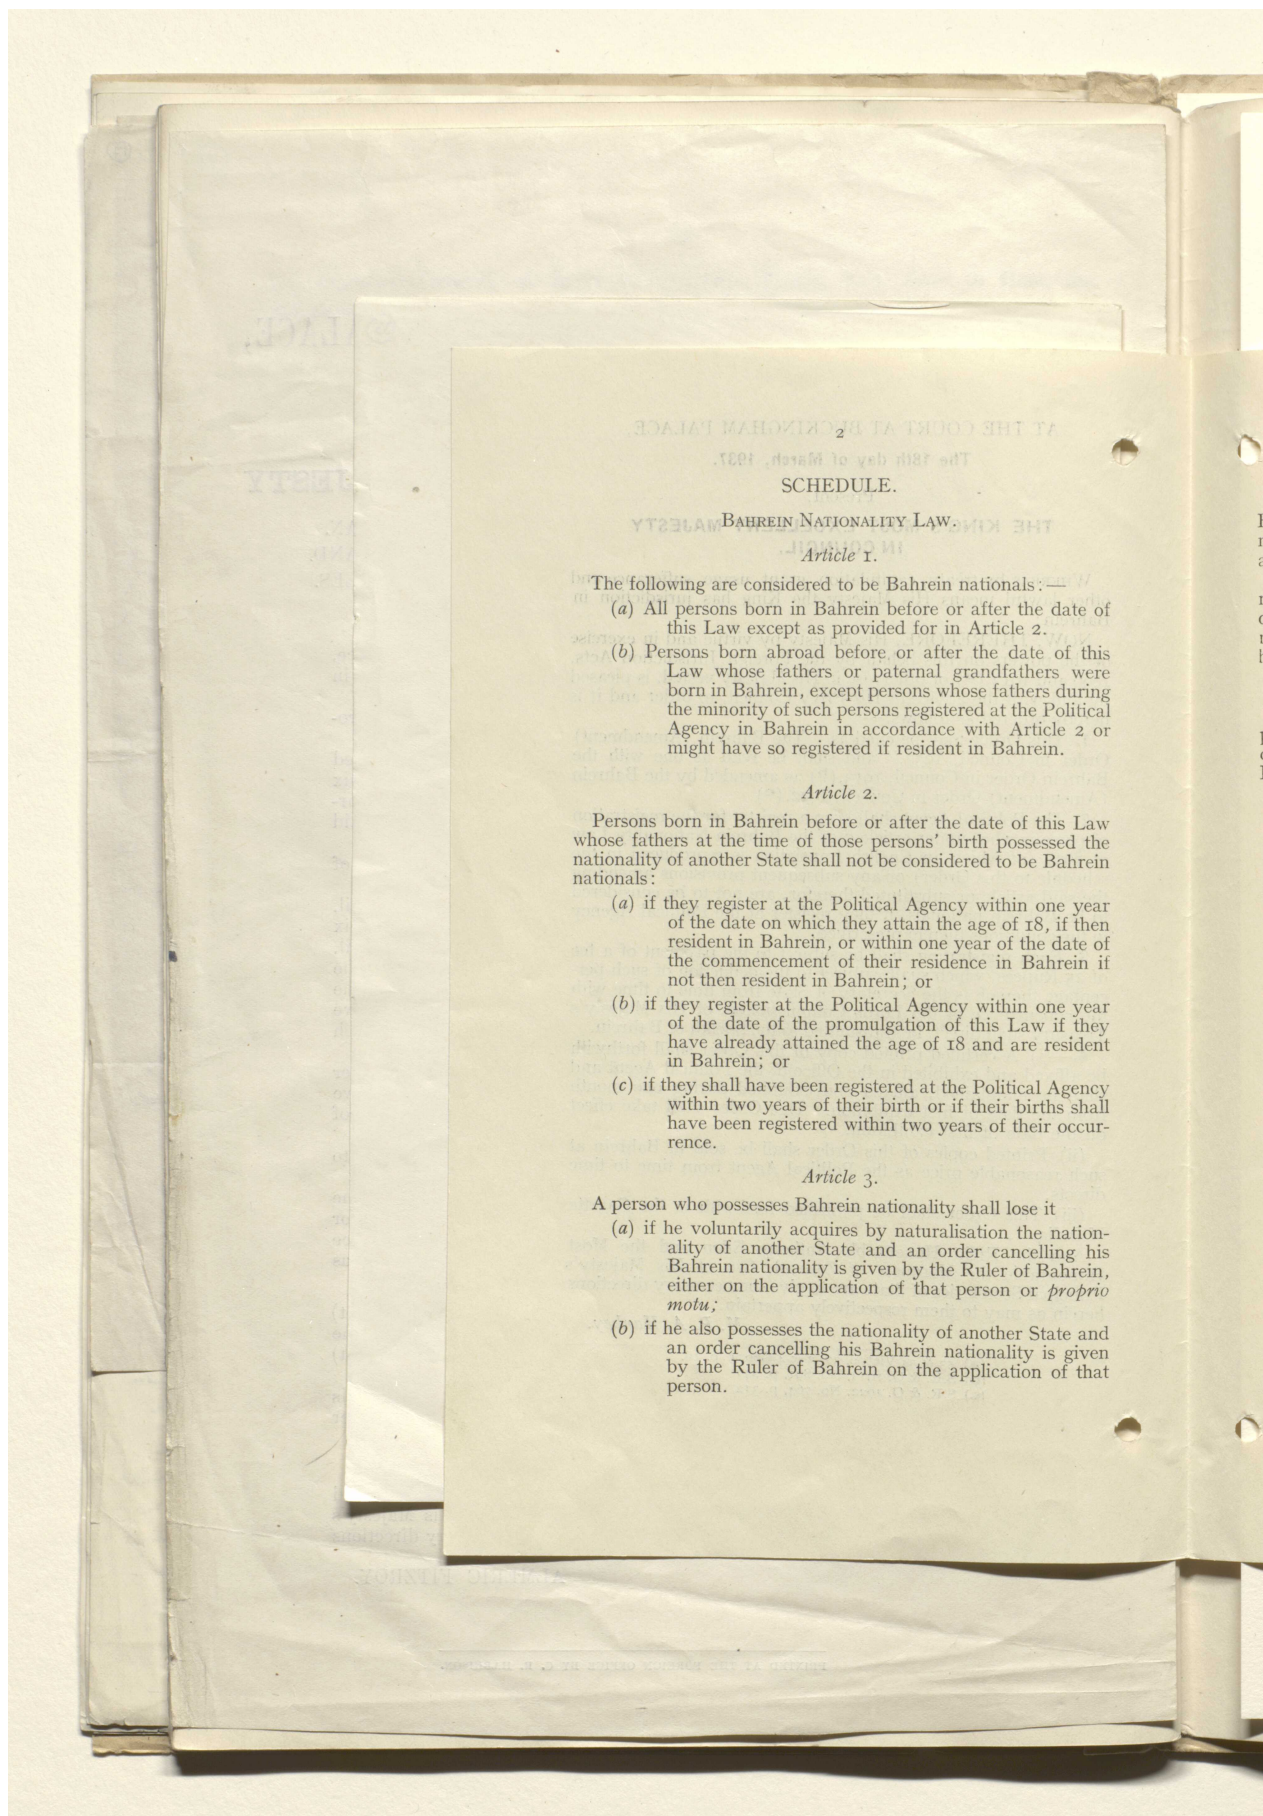 2
SCHEDULE.
BAHREIN NATIONALITY LAW.
Article 1.
The following are considered to be Bahrein nationals:—
(a) All persons born in Bahrein before or after the date of
this Law except as provided for in Article 2.
(b) Persons born abroad before or after the date of this
Law whose fathers or paternal grandfathers were
born in Bahrein, except persons whose fathers during
the minority of such persons registered at the Political
Agency in Bahrein in accordance with Article 2 or
might have so registered if resident in Bahrein.
Article 2.
Persons born in Bahrein before or after the date of this Law
whose fathers at the time of those persons' birth possessed the
nationality of another State shall not be considered to be Bahrein
nationals:
(a) if they register at the Political Agency within one year
of the date on which they attain the age of 18, if then
resident in Bahrein, or within one year of the date of
the commencement of their residence in Bahrein if
not then resident in Bahrein; or
(b) if they register at the Political Agency within one year
of the date of the promulgation of this Law if they
have already attained the age of 18 and are resident
in Bahrein; or
(c) if they shall have been registered at the Political Agency
within two years of their birth or if their births shall
have been registered within two years of their occur-
rence.
Article 3.
A person who possesses Bahrein nationality shall lose it
(a) if he voluntarily acquires by naturalisation the nation-
ality of another State and an order cancelling his
Bahrein nationality is given by the Ruler of Bahrein,
either on the application of that person or proprio
motu;
(b) if he also possesses the nationality of another State and
an order cancelling his Bahrein nationality is given
by the Ruler of Bahrein on the application of that
person.